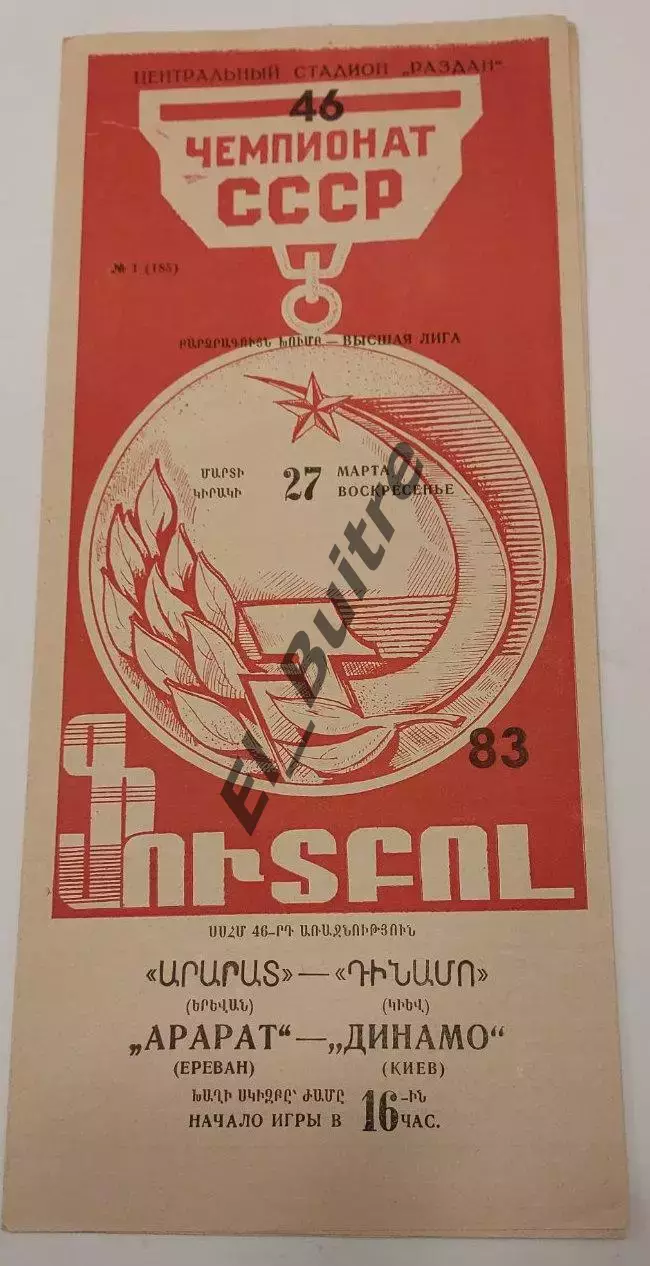 ЦЕНТРАЛЬНЫЙ СТАДИОН „РАЗДАН“
46
ЧЕМПИОНАТ
СССР
№ 1 (185)
ԲԱՐՁՐԱԳՈՒՅՆ ԽՈՒՄԲ — ВЫСШАЯ ЛИГА
ՄԱՐՏԻ 27 МАРТА
ԿԻՐԱԿԻ ВОСКРЕСЕНЬЕ
El_Buitre
83
ՖՈՒՏԲՈԼ
ՍՍՀՄ 46-ՐԴ ԱՌԱՋՆՈՒԹՅՈՒՆ
«ԱՐԱՐԱՏ» — «ԴԻՆԱՄՈ»
(ԵՐԵՎԱՆ) (ԿԻԵՎ)
„АРАРАТ“ — „ДИНАМО“
(ЕРЕВАН) (КИЕВ)
ԽԱՂԻ ՍԿԻԶԲԸ՝ ԺԱՄԸ 16-ԻՆ
НАЧАЛО ИГРЫ В 16 ЧАС.